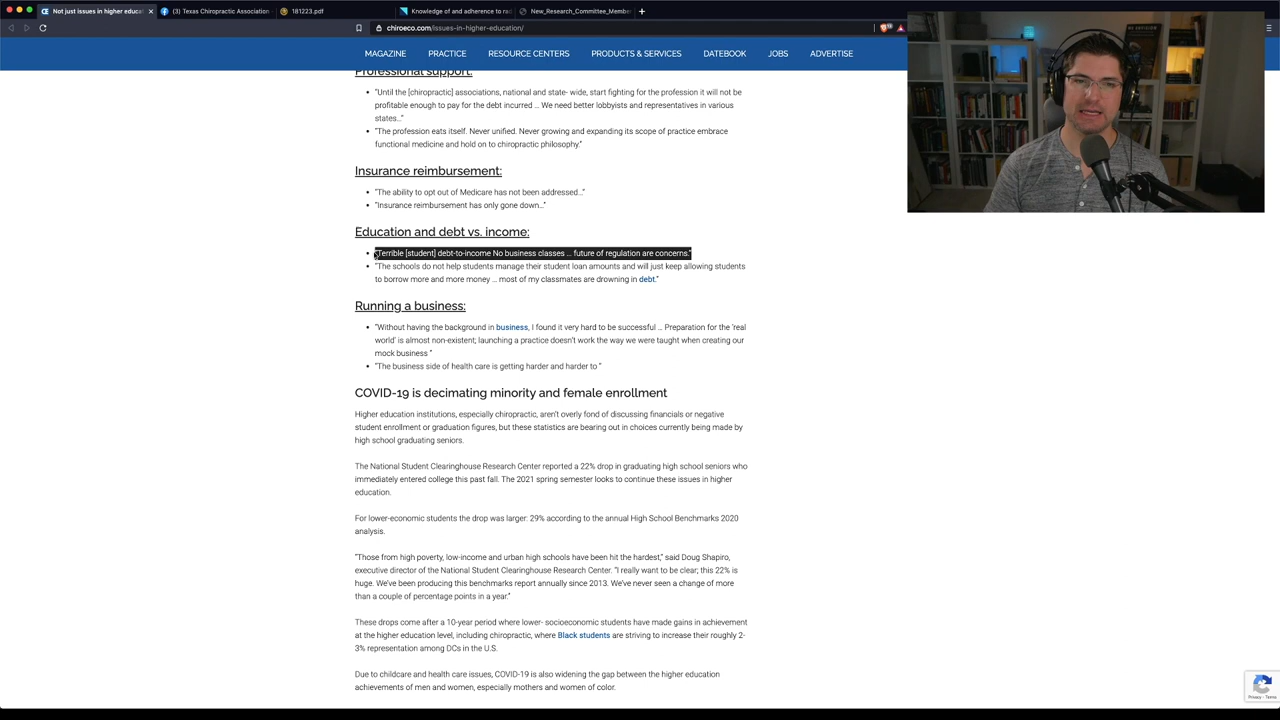 Not just issues in higher educa
(3) Texas Chiropractic Association
181223.pdf
Knowledge of and adherence to ra
New_Research_Committee_Member
chiroeco.com/issues-in-higher-education/
MAGAZINE PRACTICE RESOURCE CENTERS PRODUCTS & SERVICES DATEBOOK JOBS ADVERTISE
Professional support:
• "Until the [chiropractic] associations, national and state- wide, start fighting for the profession it will not be
profitable enough to pay for the debt incurred … We need better lobbyists and representatives in various
states…"
• "The profession eats itself. Never unified. Never growing and expanding its scope of practice embrace
functional medicine and hold on to chiropractic philosophy."
Insurance reimbursement:
• "The ability to opt out of Medicare has not been addressed…"
• "Insurance reimbursement has only gone down…"
Education and debt vs. income:
• "Terrible [student] debt-to-income No business classes … future of regulation are concerns."
• "The schools do not help students manage their student loan amounts and will just keep allowing students
to borrow more and more money … most of my classmates are drowning in debt."
Running a business:
• "Without having the background in business, I found it very hard to be successful … Preparation for the 'real
world' is almost non-existent; launching a practice doesn't work the way we were taught when creating our
mock business "
• "The business side of health care is getting harder and harder to "
COVID-19 is decimating minority and female enrollment
Higher education institutions, especially chiropractic, aren't overly fond of discussing financials or negative
student enrollment or graduation figures, but these statistics are bearing out in choices currently being made by
high school graduating seniors.
The National Student Clearinghouse Research Center reported a 22% drop in graduating high school seniors who
immediately entered college this past fall. The 2021 spring semester looks to continue these issues in higher
education.
For lower-economic students the drop was larger: 29% according to the annual High School Benchmarks 2020
analysis.
"Those from high poverty, low-income and urban high schools have been hit the hardest," said Doug Shapiro,
executive director of the National Student Clearinghouse Research Center. "I really want to be clear; this 22% is
huge. We've been producing this benchmarks report annually since 2013. We've never seen a change of more
than a couple of percentage points in a year."
These drops come after a 10-year period where lower- socioeconomic students have made gains in achievement
at the higher education level, including chiropractic, where Black students are striving to increase their roughly 2-
3% representation among DCs in the U.S.
Due to childcare and health care issues, COVID-19 is also widening the gap between the higher education
achievements of men and women, especially mothers and women of color.
Privacy - Terms